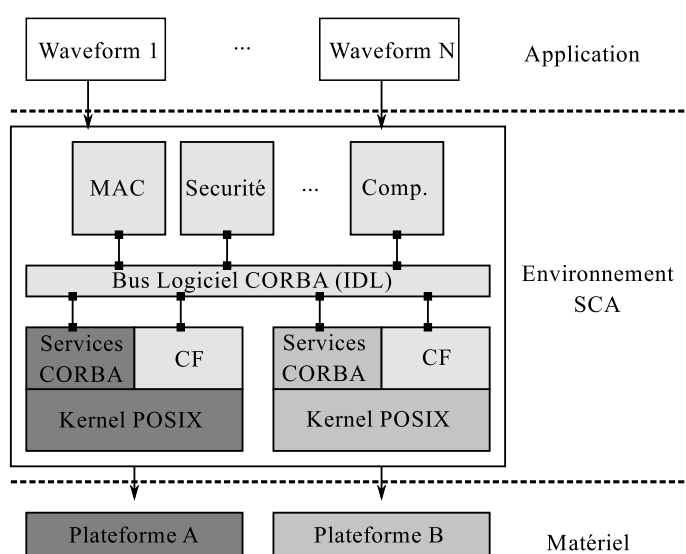 Waveform 1
...
Waveform N
Application
MAC
Securité
...
Comp.
Bus Logiciel CORBA (IDL)
Environnement
SCA
Services
CORBA
CF
Services
CORBA
CF
Kernel POSIX
Kernel POSIX
Plateforme A
Plateforme B
Matériel